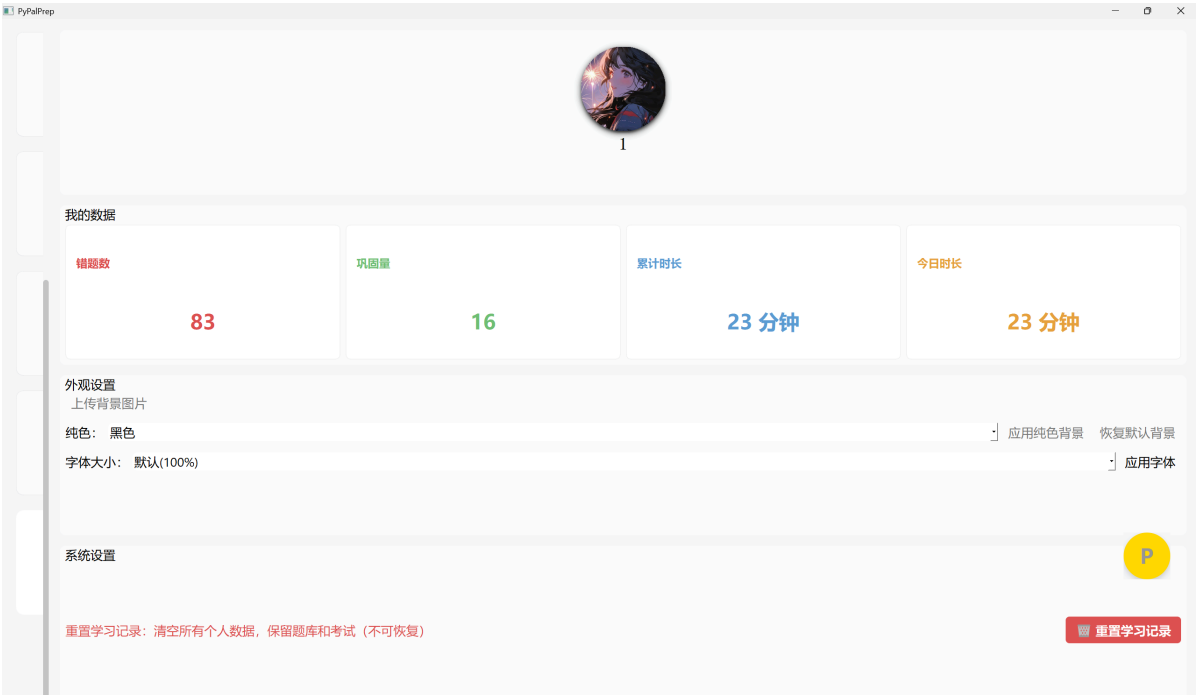 PyPalPrep
1
我的数据
错题数 巩固量 累计时长 今日时长
83 16 23 分钟 23 分钟
外观设置
上传背景图片
纯色： 黑色 应用纯色背景 恢复默认背景
字体大小： 默认(100%) 应用字体
P
系统设置
重置学习记录：清空所有个人数据，保留题库和考试（不可恢复） 重置学习记录